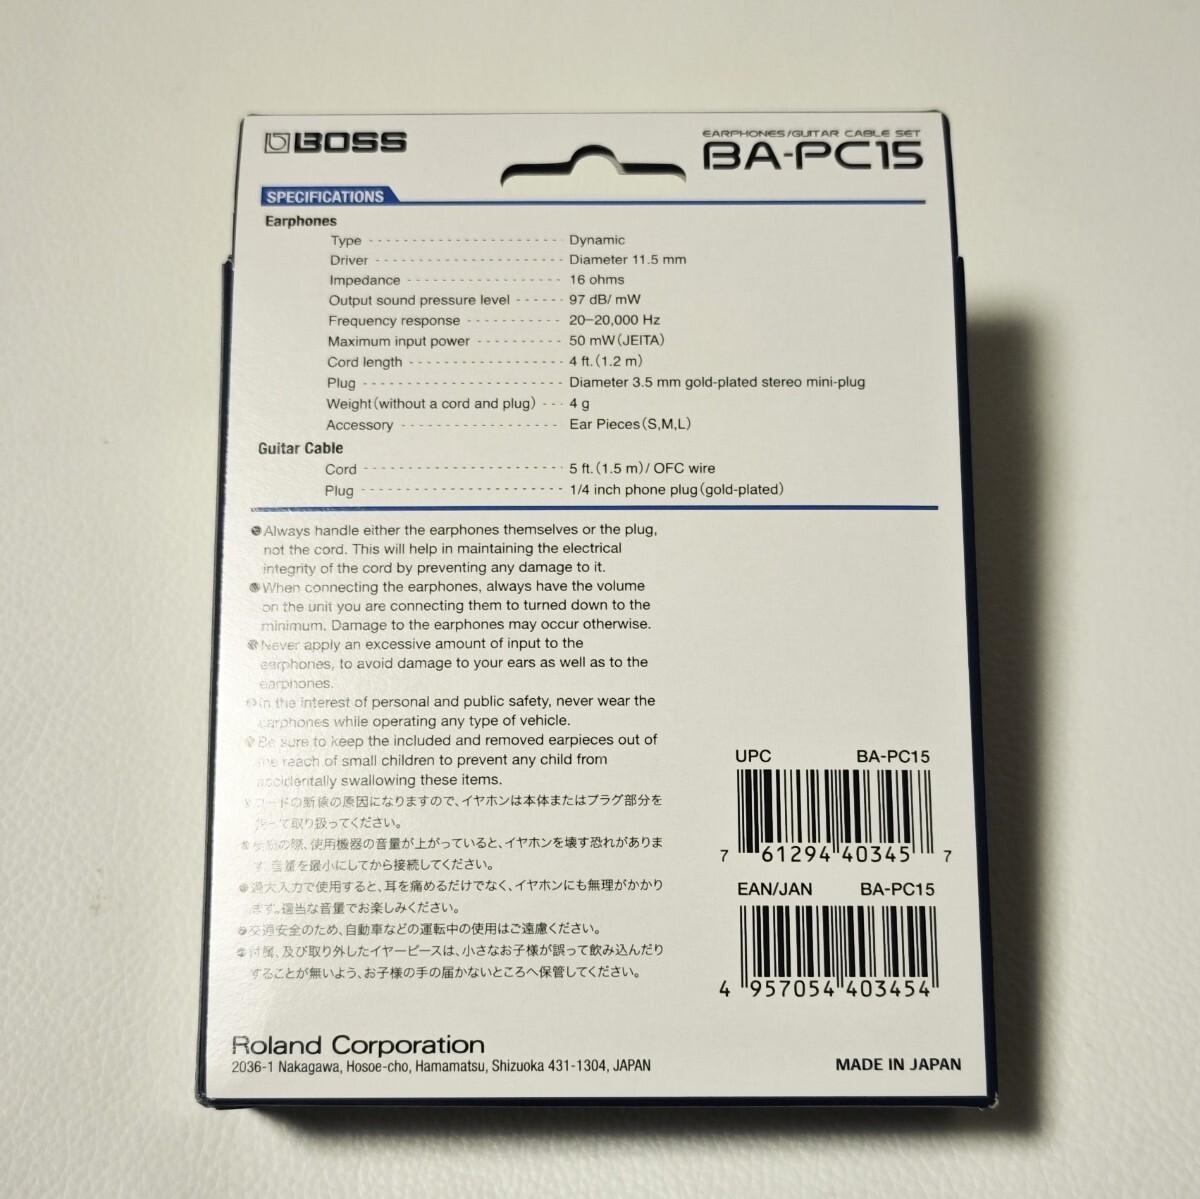 BOSS
EARPHONES/GUITAR CABLE SET
BA-PC15
SPECIFICATIONS
Earphones
Type - - - - - - - - - - - - - - - - - - - - - - Dynamic
Driver - - - - - - - - - - - - - - - - - - - - - Diameter 11.5 mm
Impedance - - - - - - - - - - - - - - - - - 16 ohms
Output sound pressure level - - - - - - 97 dB/ mW
Frequency response - - - - - - - - - - - 20–20,000 Hz
Maximum input power - - - - - - - - - - 50 mW (JEITA)
Cord length - - - - - - - - - - - - - - - - - 4 ft. (1.2 m)
Plug - - - - - - - - - - - - - - - - - - - - - - Diameter 3.5 mm gold-plated stereo mini-plug
Weight (without a cord and plug) - - - 4 g
Accessory - - - - - - - - - - - - - - - - - - Ear Pieces (S,M,L)
Guitar Cable
Cord - - - - - - - - - - - - - - - - - - - - - - 5 ft. (1.5 m) / OFC wire
Plug - - - - - - - - - - - - - - - - - - - - - - 1/4 inch phone plug (gold-plated)
●Always handle either the earphones themselves or the plug,
not the cord. This will help in maintaining the electrical
integrity of the cord by preventing any damage to it.
●When connecting the earphones, always have the volume
on the unit you are connecting them to turned down to the
minimum. Damage to the earphones may occur otherwise.
●Never apply an excessive amount of input to the
earphones, to avoid damage to your ears as well as to the
earphones.
●In the interest of personal and public safety, never wear the
earphones while operating any type of vehicle.
●Be sure to keep the included and removed earpieces out of
the reach of small children to prevent any child from
accidentally swallowing these items.
●コードの断線の原因になりますので、イヤホンは本体またはプラグ部分を
持って取り扱ってください。
●接続の際、使用機器の音量が上がっていると、イヤホンを壊す恐れがありま
す。音量を最小にしてから接続してください。
●過大入力で使用すると、耳を痛めるだけでなく、イヤホンにも無理がかかり
ます。適当な音量でお楽しみください。
●交通安全のため、自動車などの運転中の使用はご遠慮ください。
●付属、及び取り外したイヤーピースは、小さなお子様が誤って飲み込んだり
することが無いよう、お子様の手の届かないところへ保管してください。
UPC BA-PC15
7 61294 40345 7
EAN/JAN BA-PC15
4 957054 403454
Roland Corporation
2036-1 Nakagawa, Hosoe-cho, Hamamatsu, Shizuoka 431-1304, JAPAN
MADE IN JAPAN